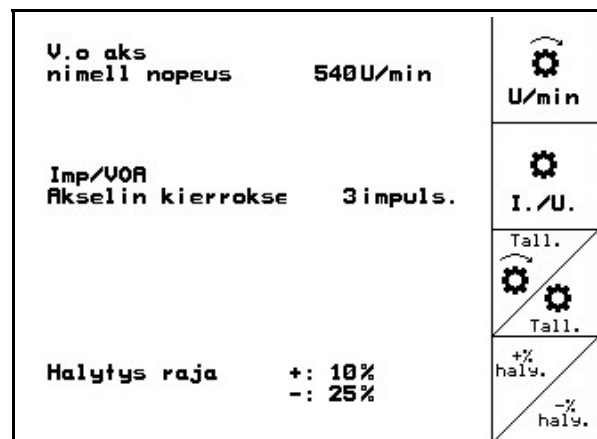 V.o aks
nimell nopeus 540U/min
U/min
Imp/VOA
Akselin kierrokse 3impuls.
I./U.
Tall.
Tall.
Halytys raja +: 10%
-: 25%
+%
haly.
-%
haly.